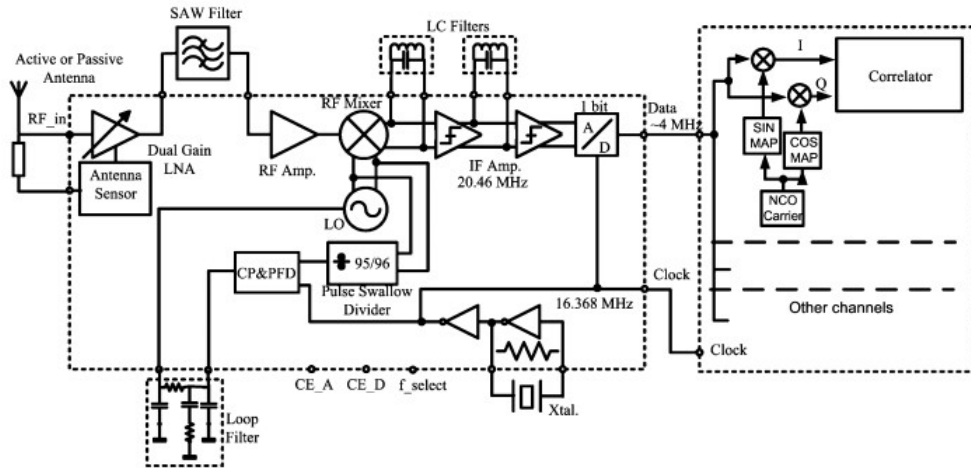 SAW Filter
LC Filters
Active or Passive
Antenna
RF_in
Dual Gain
LNA
Antenna
Sensor
RF Amp.
RF Mixer
LO
IF Amp.
20.46 MHz
1 bit
A
D
Data
~4 MHz
I
Q
Correlator
SIN
MAP
COS
MAP
NCO
Carrier
Other channels
CP&PFD
95/96
Pulse Swallow
Divider
Clock
16.368 MHz
Clock
CE_A
CE_D
f_select
Xtal.
Loop
Filter